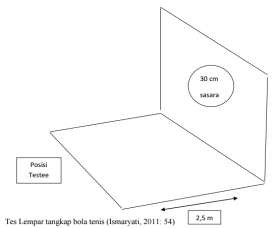 30 cm
sasara
Posisi
Testee
2,5 m
Tes Lempar tangkap bola tenis (Ismaryati, 2011: 54)